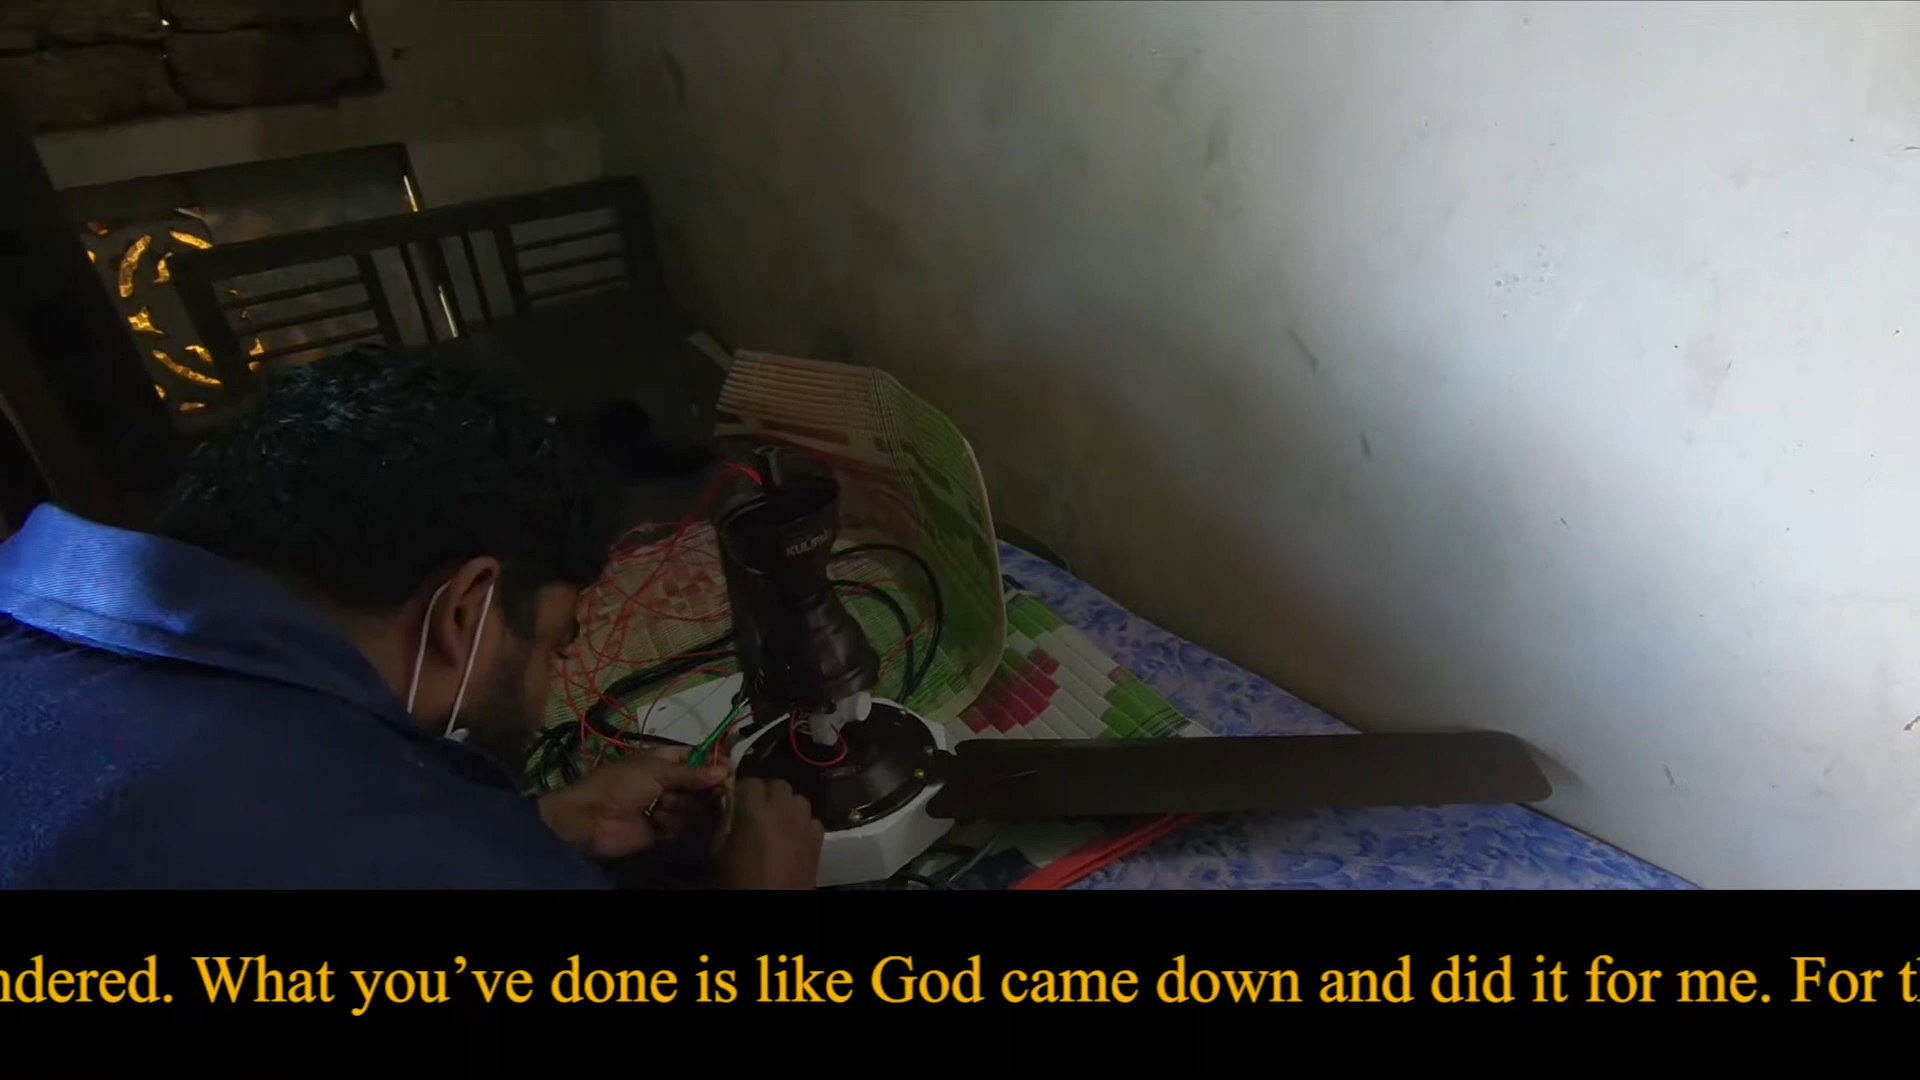 ndered. What you’ve done is like God came down and did it for me. For t